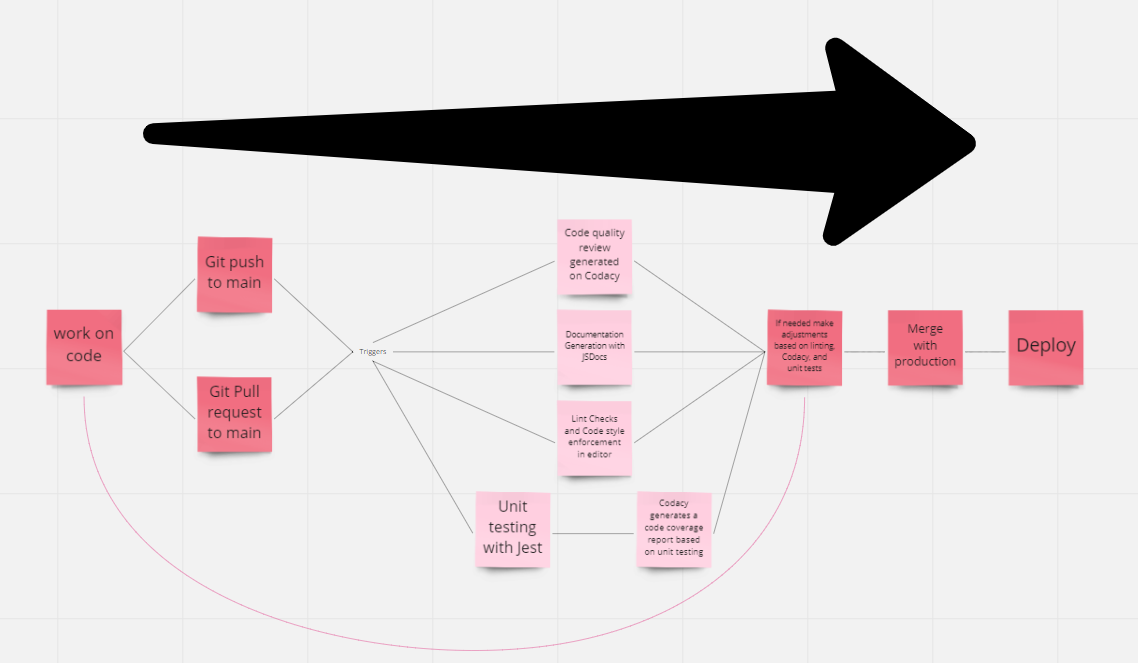 work on
code
Git push
to main
Git Pull
request
to main
Triggers
Code quality
review
generated
on Codacy
Documentation
Generation with
JSDocs
Lint Checks
and Code style
enforcement
in editor
Unit
testing
with Jest
Codacy
generates a
code coverage
report based
on unit testing
If needed make
adjustments
based on linting,
Codacy, and
unit tests
Merge
with
production
Deploy